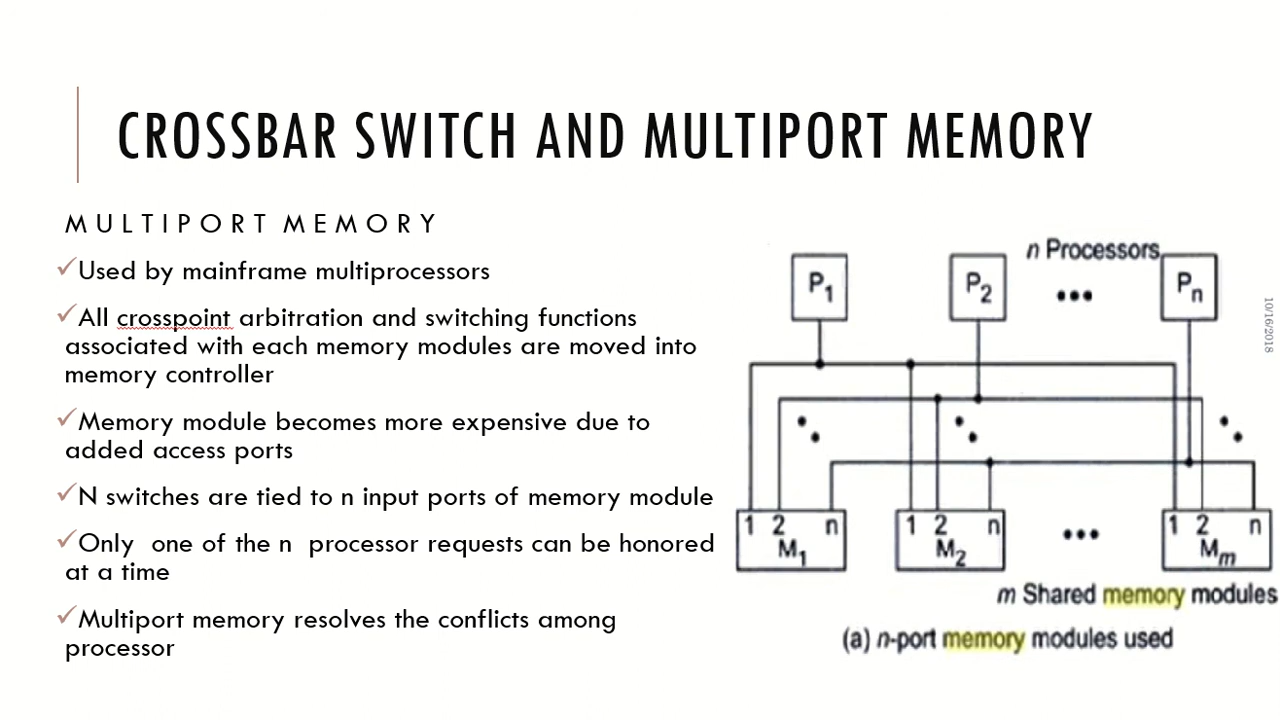 CROSSBAR SWITCH AND MULTIPORT MEMORY
MULTIPORT MEMORY
✓Used by mainframe multiprocessors
✓All crosspoint arbitration and switching functions
associated with each memory modules are moved into
memory controller
✓Memory module becomes more expensive due to
added access ports
✓N switches are tied to n input ports of memory module
✓Only one of the n processor requests can be honored
at a time
✓Multiport memory resolves the conflicts among
processor
n Processors
P1 P2 ••• Pn
1 2 n 1 2 n 1 2 n
M1 M2 ••• Mm
m Shared memory modules
(a) n-port memory modules used
10/16/2018